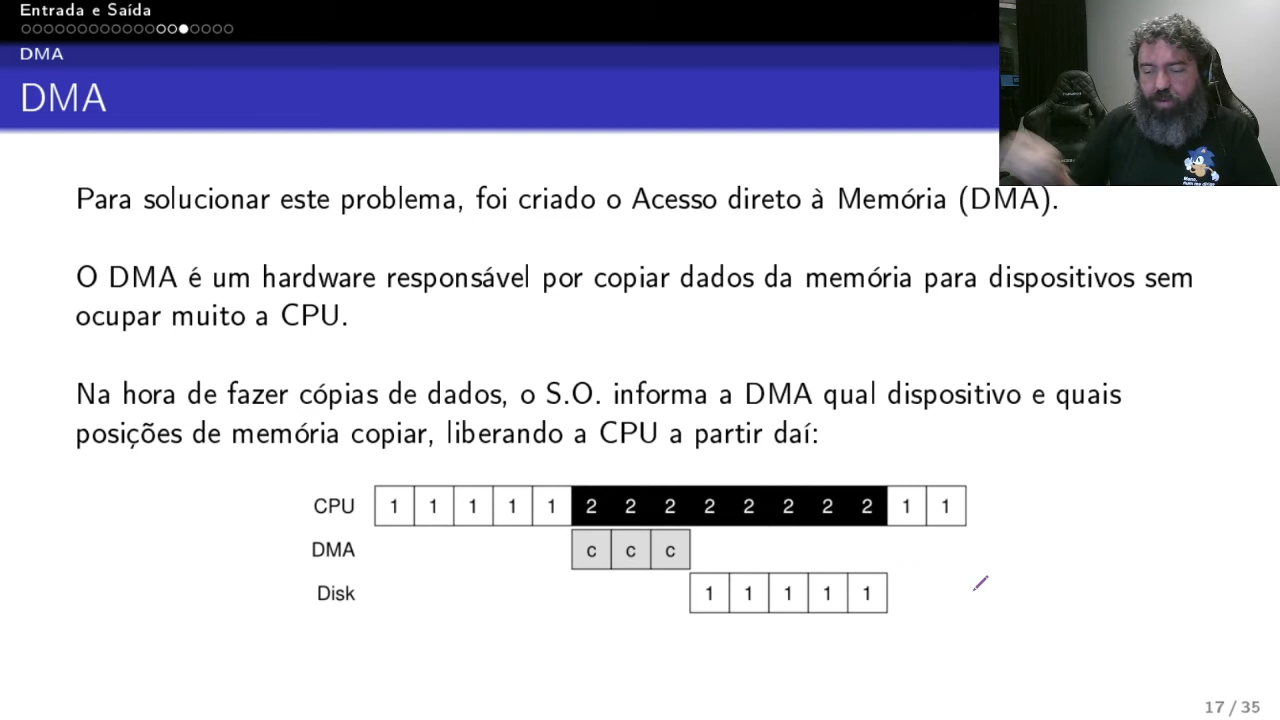 Entrada e Saída
DMA
DMA
Para solucionar este problema, foi criado o Acesso direto à Memória (DMA).
O DMA é um hardware responsável por copiar dados da memória para dispositivos sem
ocupar muito a CPU.
Na hora de fazer cópias de dados, o S.O. informa a DMA qual dispositivo e quais
posições de memória copiar, liberando a CPU a partir daí:
CPU 1 1 1 1 1 2 2 2 2 2 2 2 2 1 1
DMA c c c
Disk 1 1 1 1 1
17 / 35